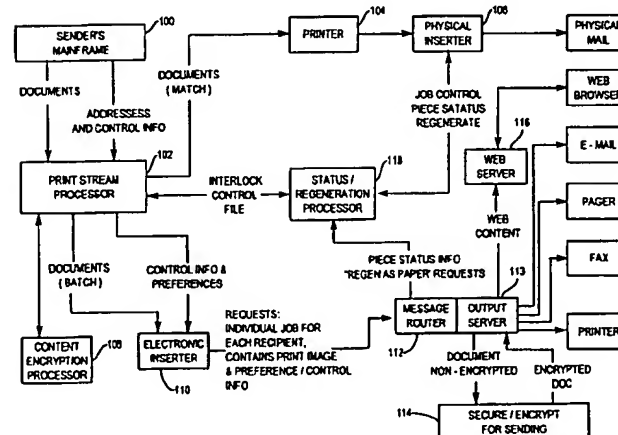 100
SENDER'S
MAINFRAME
DOCUMENTS
ADDRESSESS
AND CONTROL INFO
DOCUMENTS
(MATCH)
104
PRINTER
106
PHYSICAL
INSERTER
PHYSICAL
MAIL
JOB CONTROL
PIECE SATATUS
REGENERATE
WEB
BROWSER
116
WEB
SERVER
E - MAIL
102
PRINT STREAM
PROCESSOR
INTERLOCK
CONTROL
FILE
118
STATUS /
REGENERATION
PROCESSOR
WEB
CONTENT
PAGER
DOCUMENTS
(BATCH)
CONTROL INFO &
PREFERENCES
PIECE STATUS INFO
"REGEN AS PAPER" REQUESTS
113
FAX
REQUESTS:
INDIVIDUAL JOB FOR
EACH RECIPIENT,
CONTAINS PRINT IMAGE
& PREFERENCE / CONTROL
INFO
MESSAGE
ROUTER
112
OUTPUT
SERVER
PRINTER
CONTENT
ENCRYPTION
PROCESSOR
108
ELECTRONIC
INSERTER
110
DOCUMENT
NON - ENCRYPTED
ENCRYPTED
DOC
114
SECURE / ENCRYPT
FOR SENDING